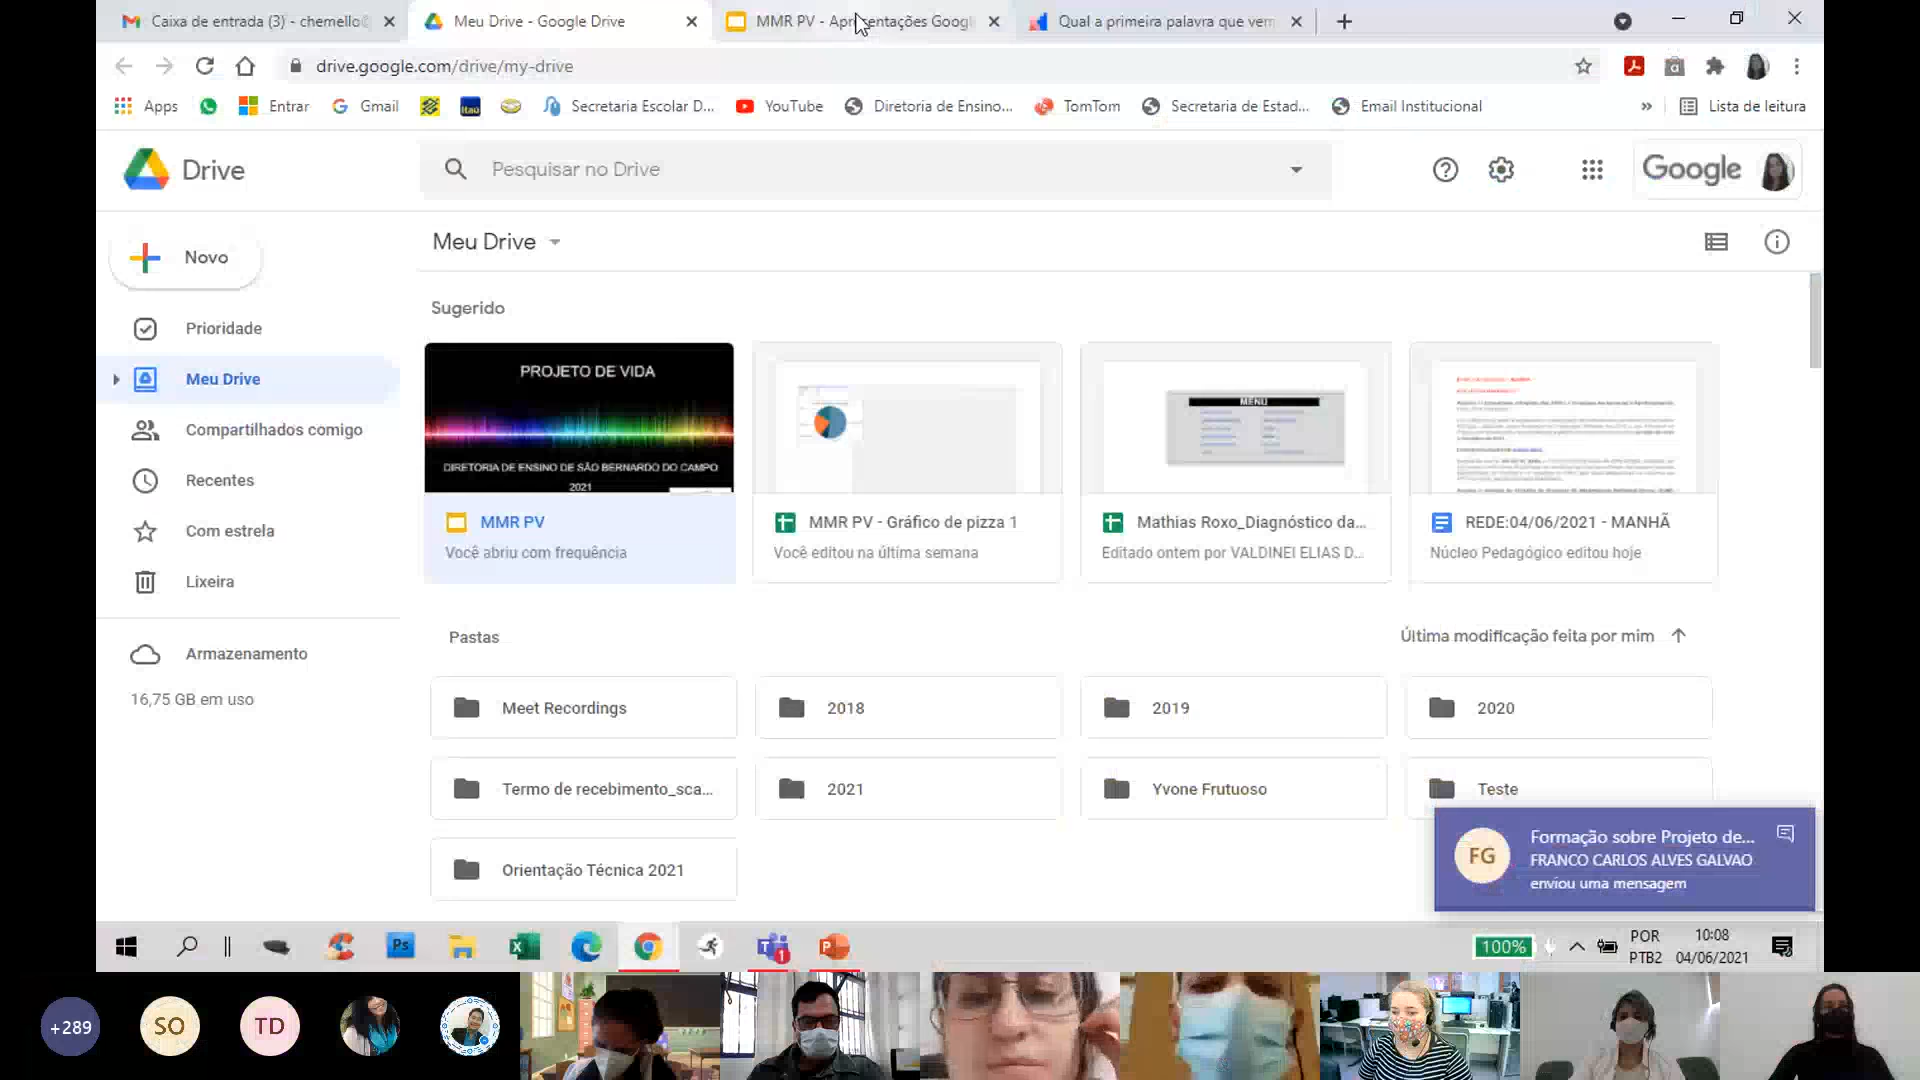 Caixa de entrada (3) - chemello@
Meu Drive - Google Drive
MMR PV - Apresentações Googl
Qual a primeira palavra que vem
drive.google.com/drive/my-drive
Apps
Entrar
Gmail
Itaú
Secretaria Escolar D...
YouTube
Diretoria de Ensino...
TomTom
Secretaria de Estad...
Email Institucional
»
Lista de leitura
Drive
Pesquisar no Drive
Google
Novo
Meu Drive
Prioridade
Meu Drive
Compartilhados comigo
Recentes
Com estrela
Lixeira
Armazenamento
16,75 GB em uso
Sugerido
PROJETO DE VIDA
DIRETORIA DE ENSINO DE SÃO BERNARDO DO CAMPO
2021
MMR PV
Você abriu com frequência
MMR PV - Gráfico de pizza 1
Você editou na última semana
MENU
Mathias Roxo_Diagnóstico da...
Editado ontem por VALDINEI ELIAS D...
REDE:04/06/2021 - MANHÃ
Núcleo Pedagógico editou hoje
Pastas
Última modificação feita por mim
Meet Recordings
2018
2019
2020
Termo de recebimento_sca...
2021
Yvone Frutuoso
Teste
Orientação Técnica 2021
FG
Formação sobre Projeto de...
FRANCO CARLOS ALVES GALVAO
enviou uma mensagem
Ps
100%
POR
PTB2
10:08
04/06/2021
+289
SO
TD